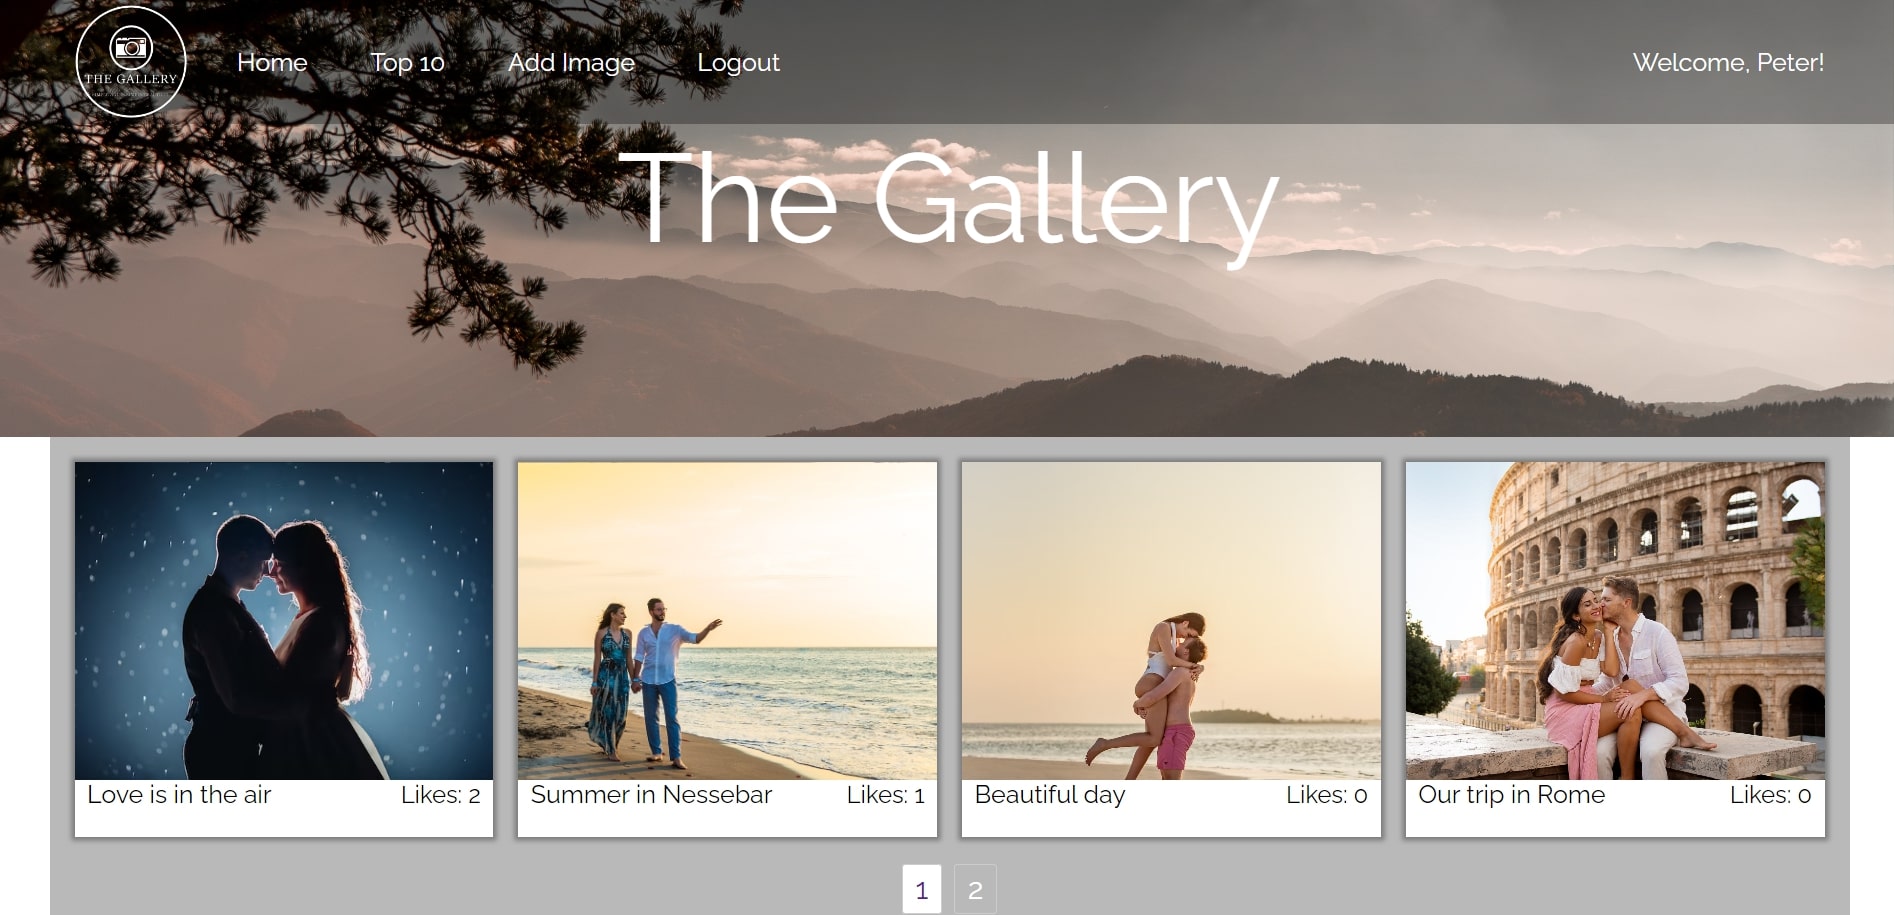 THE GALLERY
Home Top 10 Add Image Logout Welcome, Peter!
The Gallery
Love is in the air Likes: 2
Summer in Nessebar Likes: 1
Beautiful day Likes: 0
Our trip in Rome Likes: 0
1 2